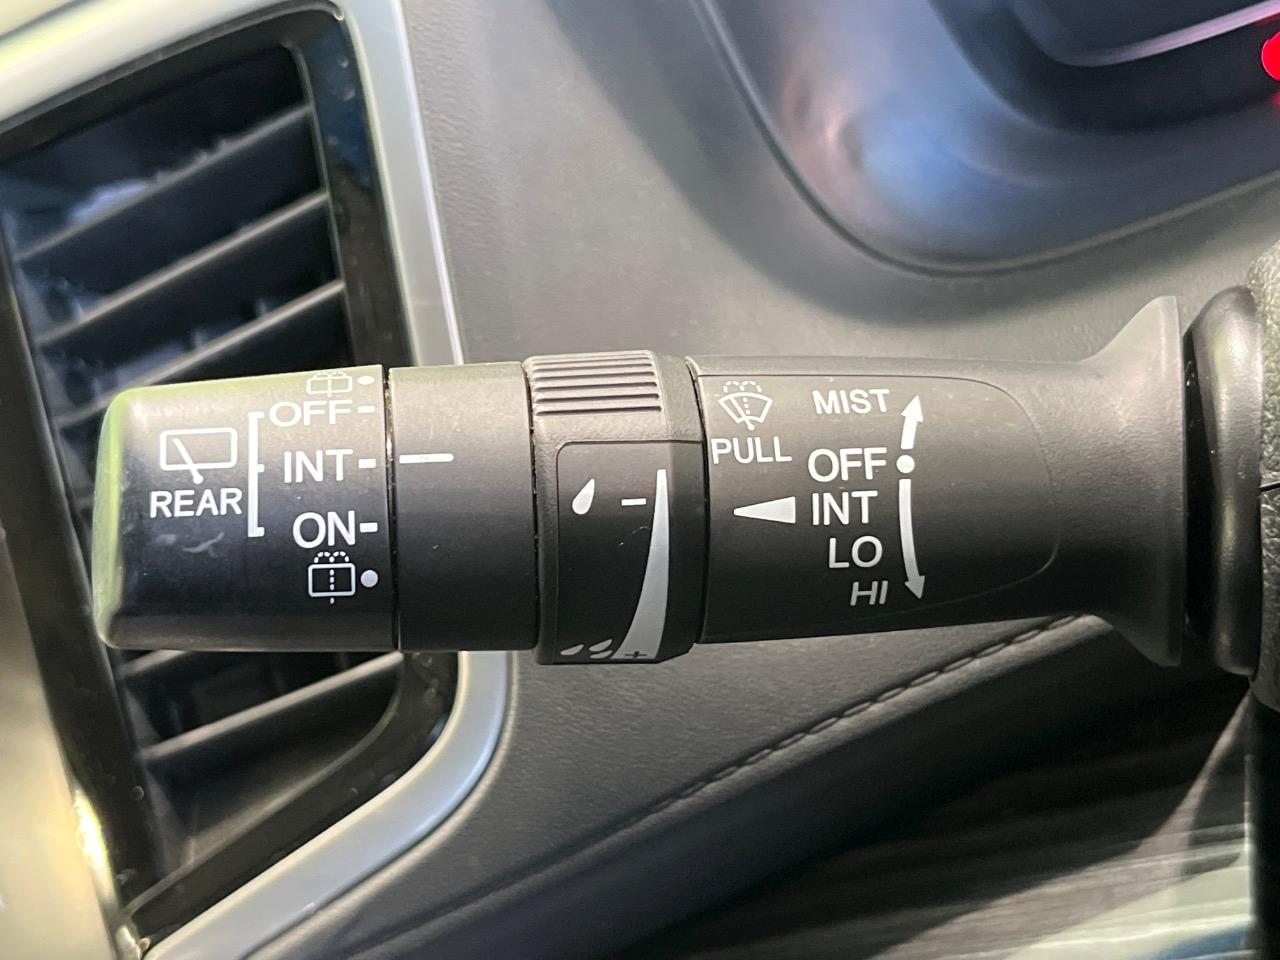 OFF
INT
ON
REAR
PULL
MIST
OFF
INT
LO
HI